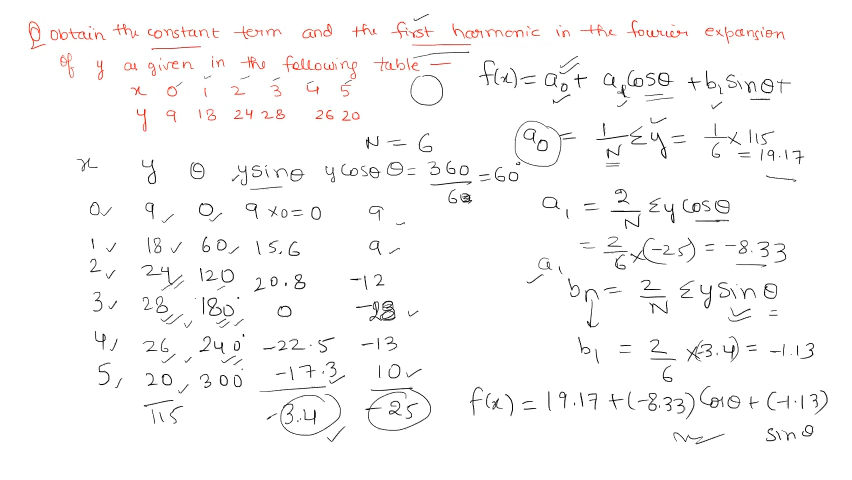 Q obtain the constant term and the first harmonic in the fourier expansion
of y as given in the following table —
x 0 1 2 3 4 5
y 9 18 24 28 26 20
f(x) = a₀ + a₁ cosθ + b₁ sinθ +
N = 6
a₀ = 1/N Σy = 1/6 × 115
= 19.17
x y θ y sinθ y cosθ θ = 360/6 = 60°
0 9 0 9×0=0 9
1 18 60 15.6 9
2 24 120 20.8 -12
3 28 180° 0 -28
4 26 240° -22.5 -13
5 20 300 -17.3 10
115 -3.4 -25
a₁ = 2/N Σy cosθ
= 2/6 × (-25) = -8.33
a₁
bₙ = 2/N Σy sinθ
b₁ = 2/6 × (-3.4) = -1.13
f(x) = 19.17 + (-8.33) cosθ + (-1.13)
sinθ